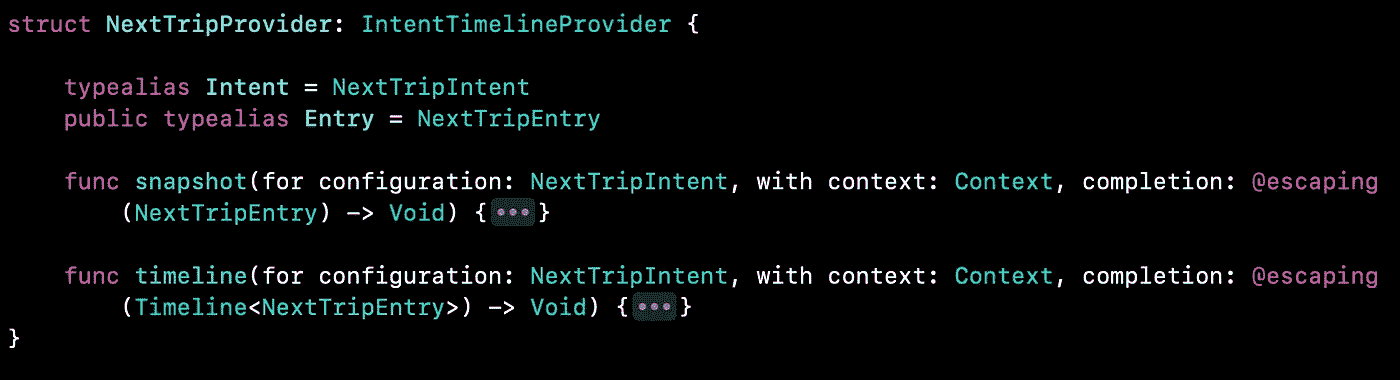 struct NextTripProvider: IntentTimelineProvider {
typealias Intent = NextTripIntent
public typealias Entry = NextTripEntry
func snapshot(for configuration: NextTripIntent, with context: Context, completion: @escaping
(NextTripEntry) -> Void) {•••}
func timeline(for configuration: NextTripIntent, with context: Context, completion: @escaping
(Timeline<NextTripEntry>) -> Void) {•••}
}